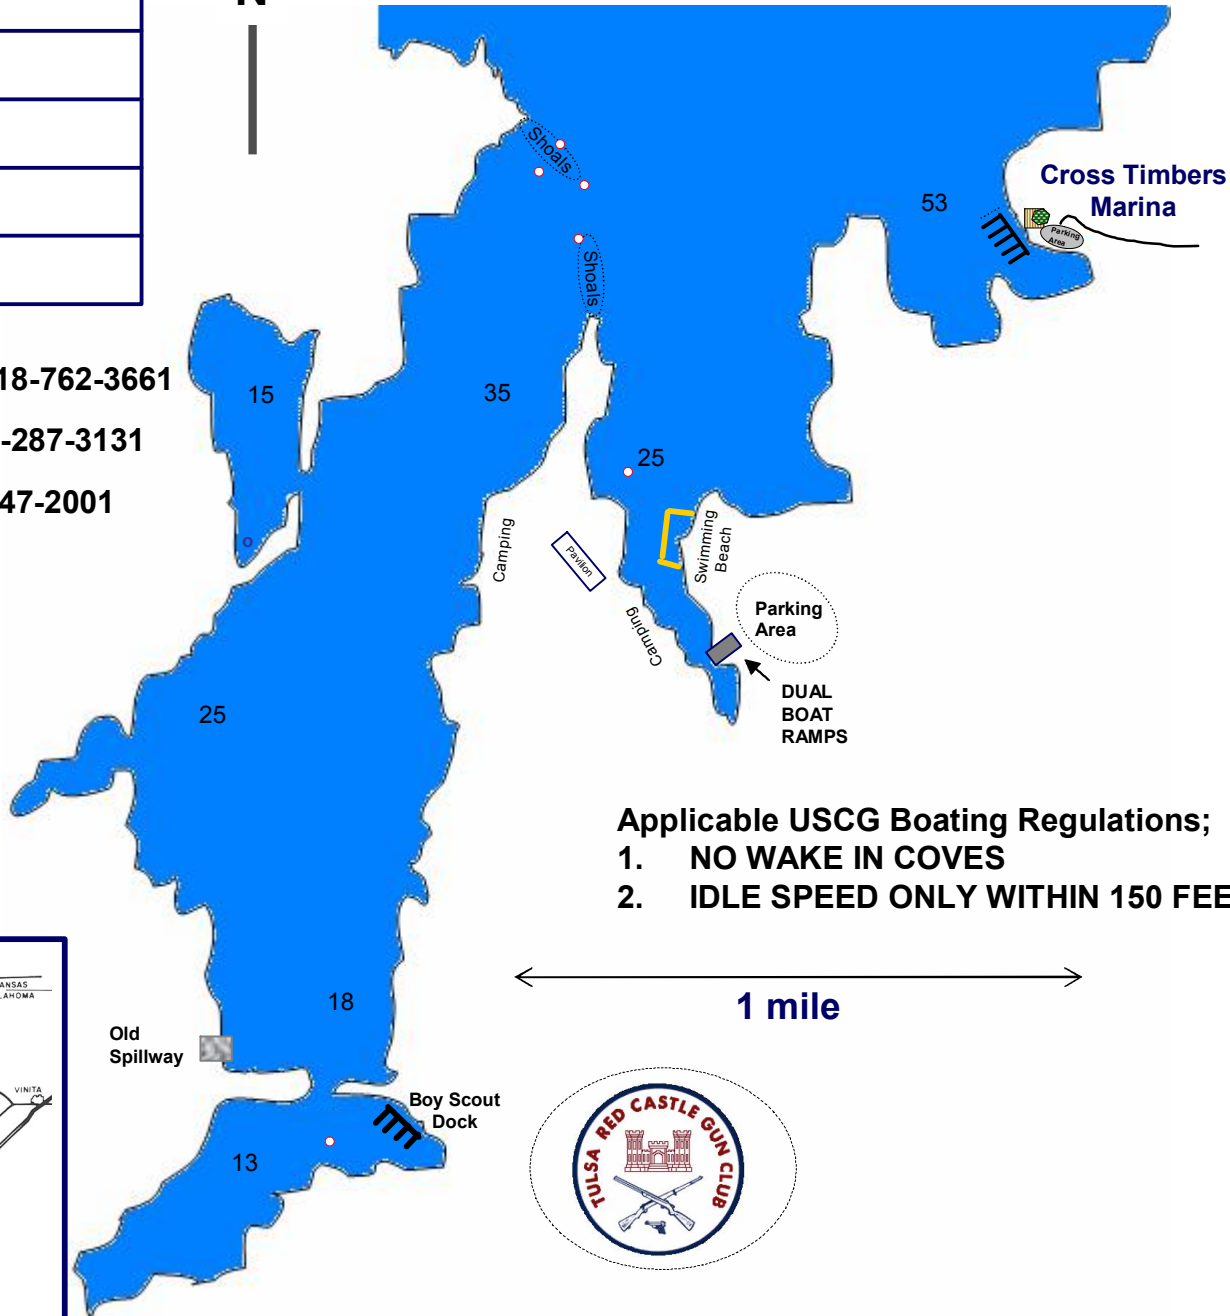 N
Shoals
Shoals
53
Cross Timbers
Marina
Parking
Area
18-762-3661
-287-3131
47-2001
15
35
25
Camping
Pavilion
Swimming
Beach
Camping
Parking
Area
DUAL
BOAT
RAMPS
25
Applicable USCG Boating Regulations;
1. NO WAKE IN COVES
2. IDLE SPEED ONLY WITHIN 150 FEE
1 mile
ANSAS
LAHOMA
VINITA
18
Old
Spillway
Boy Scout
Dock
13
TULSA RED CASTLE GUN CLUB